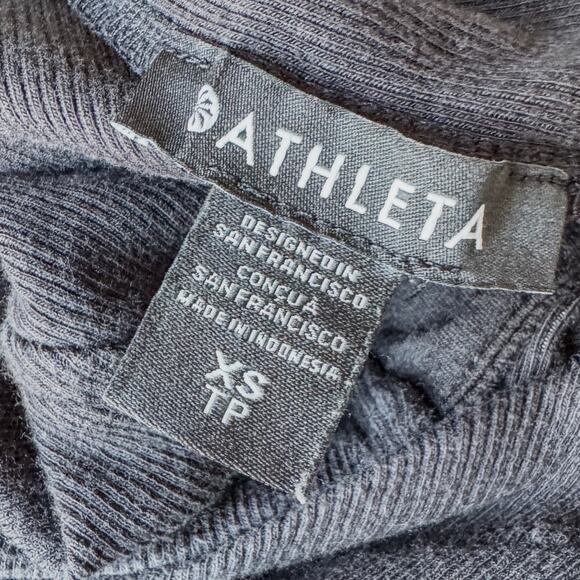 ATHLETA
DESIGNED IN
SAN FRANCISCO
CONÇU À
SAN FRANCISCO
MADE IN INDONESIA
XS
TP